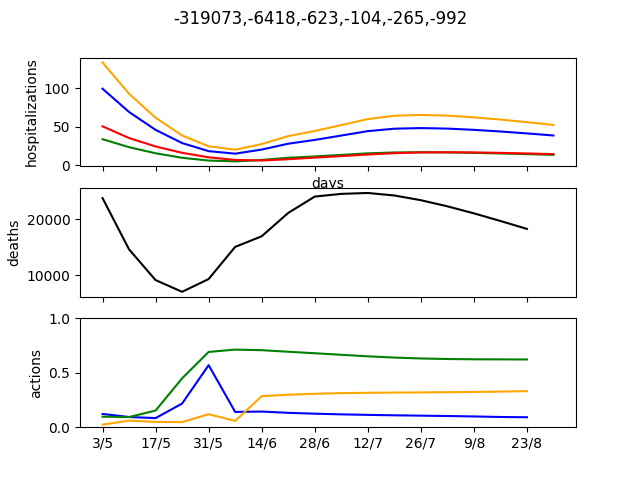 -319073,-6418,-623,-104,-265,-992
hospitalizations
100
50
0
days
deaths
20000
10000
actions
1.0
0.5
0.0
3/5 17/5 31/5 14/6 28/6 12/7 26/7 9/8 23/8